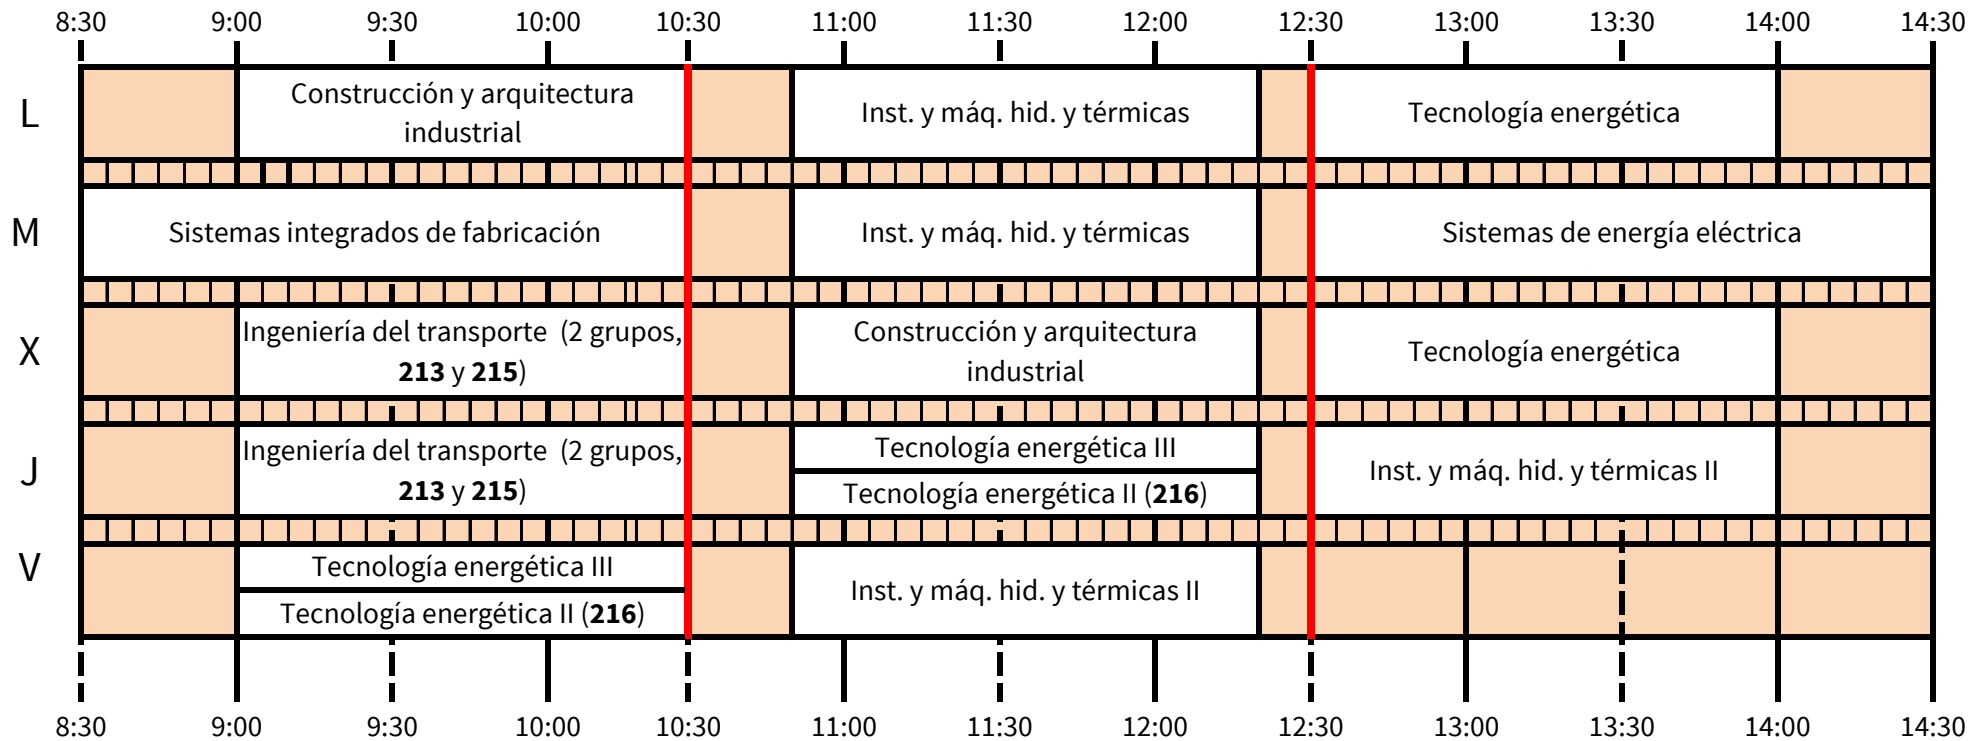 8:30 9:00 9:30 10:00 10:30 11:00 11:30 12:00 12:30 13:00 13:30 14:00 14:30
L
Construcción y arquitectura
industrial
Inst. y máq. hid. y térmicas
Tecnología energética
M
Sistemas integrados de fabricación
Inst. y máq. hid. y térmicas
Sistemas de energía eléctrica
X
Ingeniería del transporte (2 grupos,
213 y 215)
Construcción y arquitectura
industrial
Tecnología energética
J
Ingeniería del transporte (2 grupos,
213 y 215)
Tecnología energética III
Tecnología energética II (216)
Inst. y máq. hid. y térmicas II
V
Tecnología energética III
Tecnología energética II (216)
Inst. y máq. hid. y térmicas II
8:30 9:00 9:30 10:00 10:30 11:00 11:30 12:00 12:30 13:00 13:30 14:00 14:30